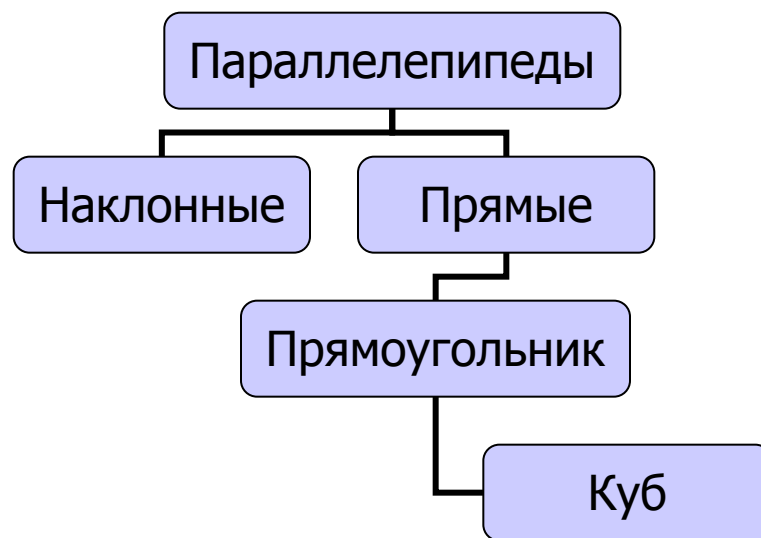 Параллелепипеды
Наклонные
Прямые
Прямоугольник
Куб